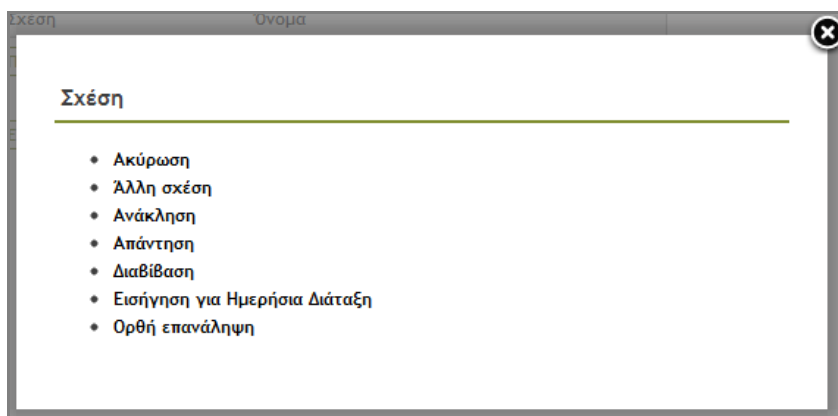 Σχέση Όνομα
Σχέση
Ακύρωση
Άλλη σχέση
Ανάκληση
Απάντηση
Διαβίβαση
Εισήγηση για Ημερήσια Διάταξη
Ορθή επανάληψη